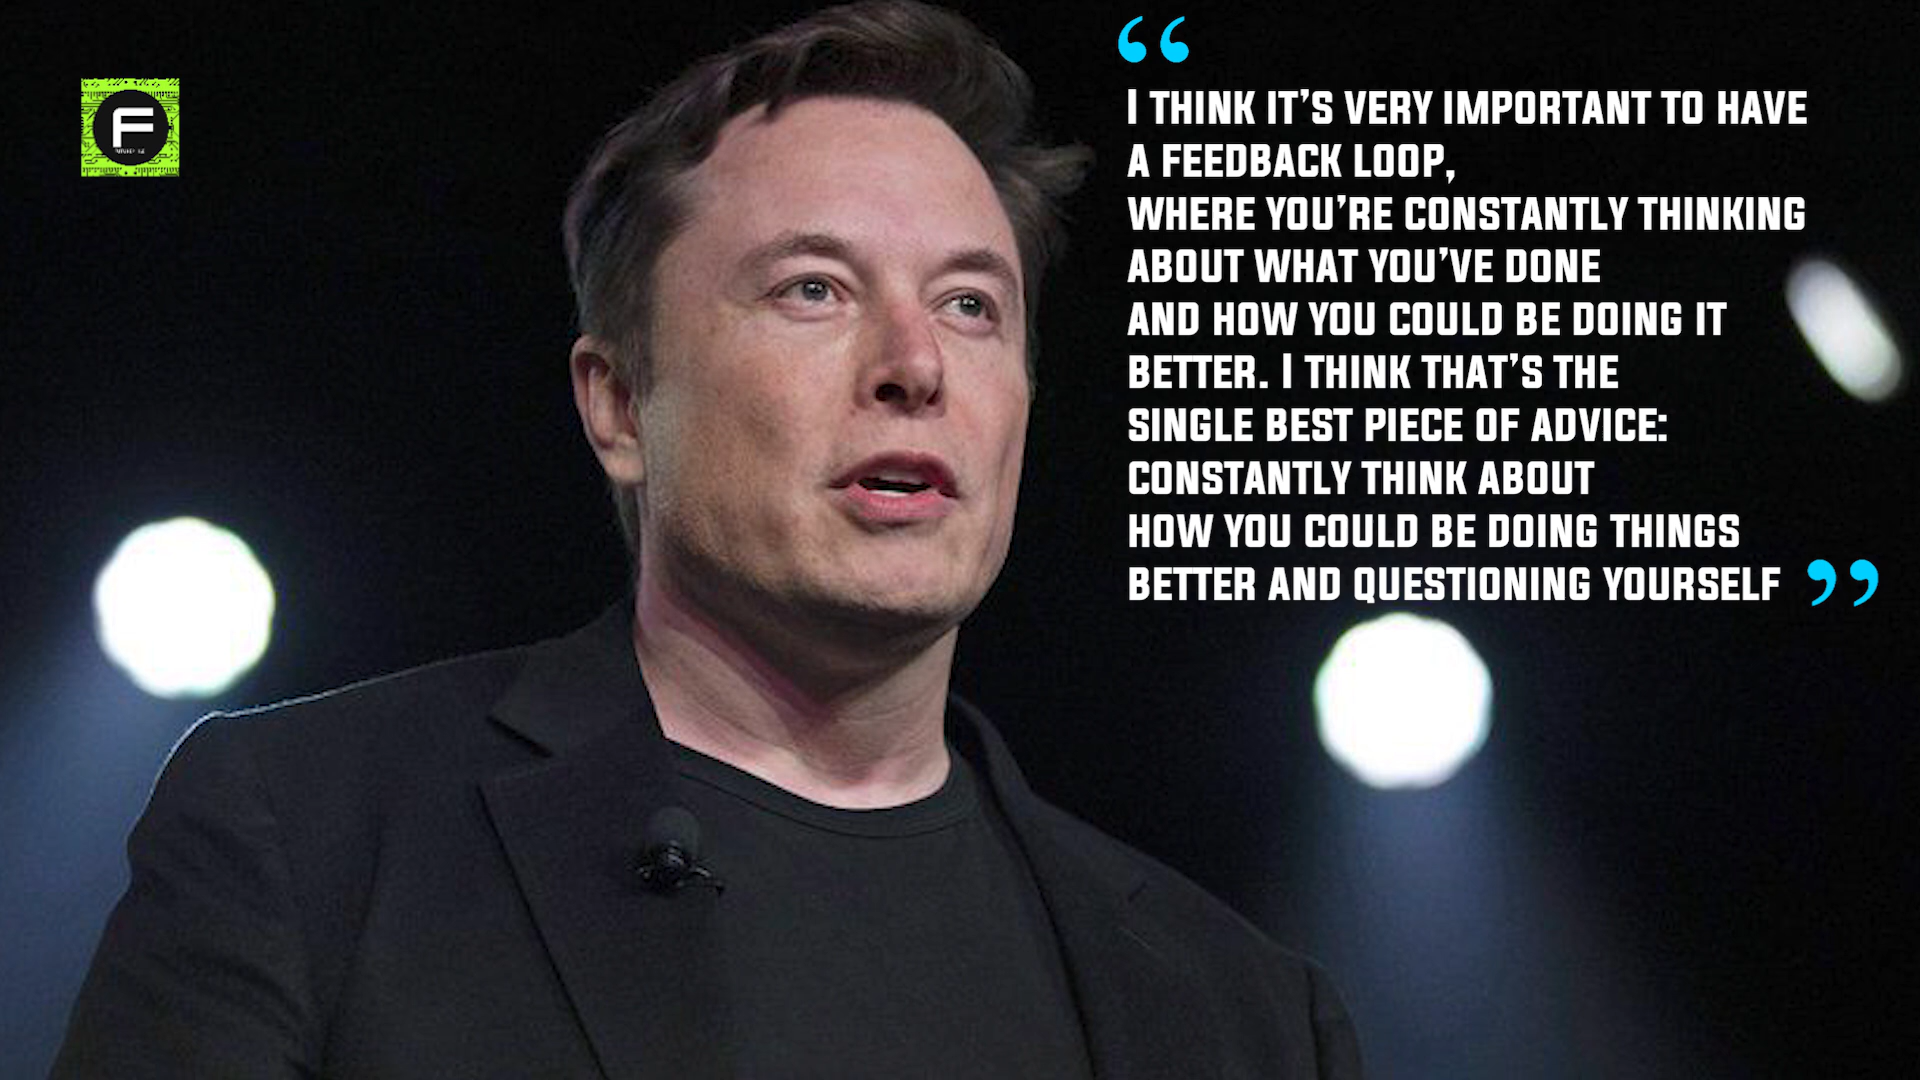 F
“
I THINK IT’S VERY IMPORTANT TO HAVE
A FEEDBACK LOOP,
WHERE YOU’RE CONSTANTLY THINKING
ABOUT WHAT YOU’VE DONE
AND HOW YOU COULD BE DOING IT
BETTER. I THINK THAT’S THE
SINGLE BEST PIECE OF ADVICE:
CONSTANTLY THINK ABOUT
HOW YOU COULD BE DOING THINGS
BETTER AND QUESTIONING YOURSELF ”